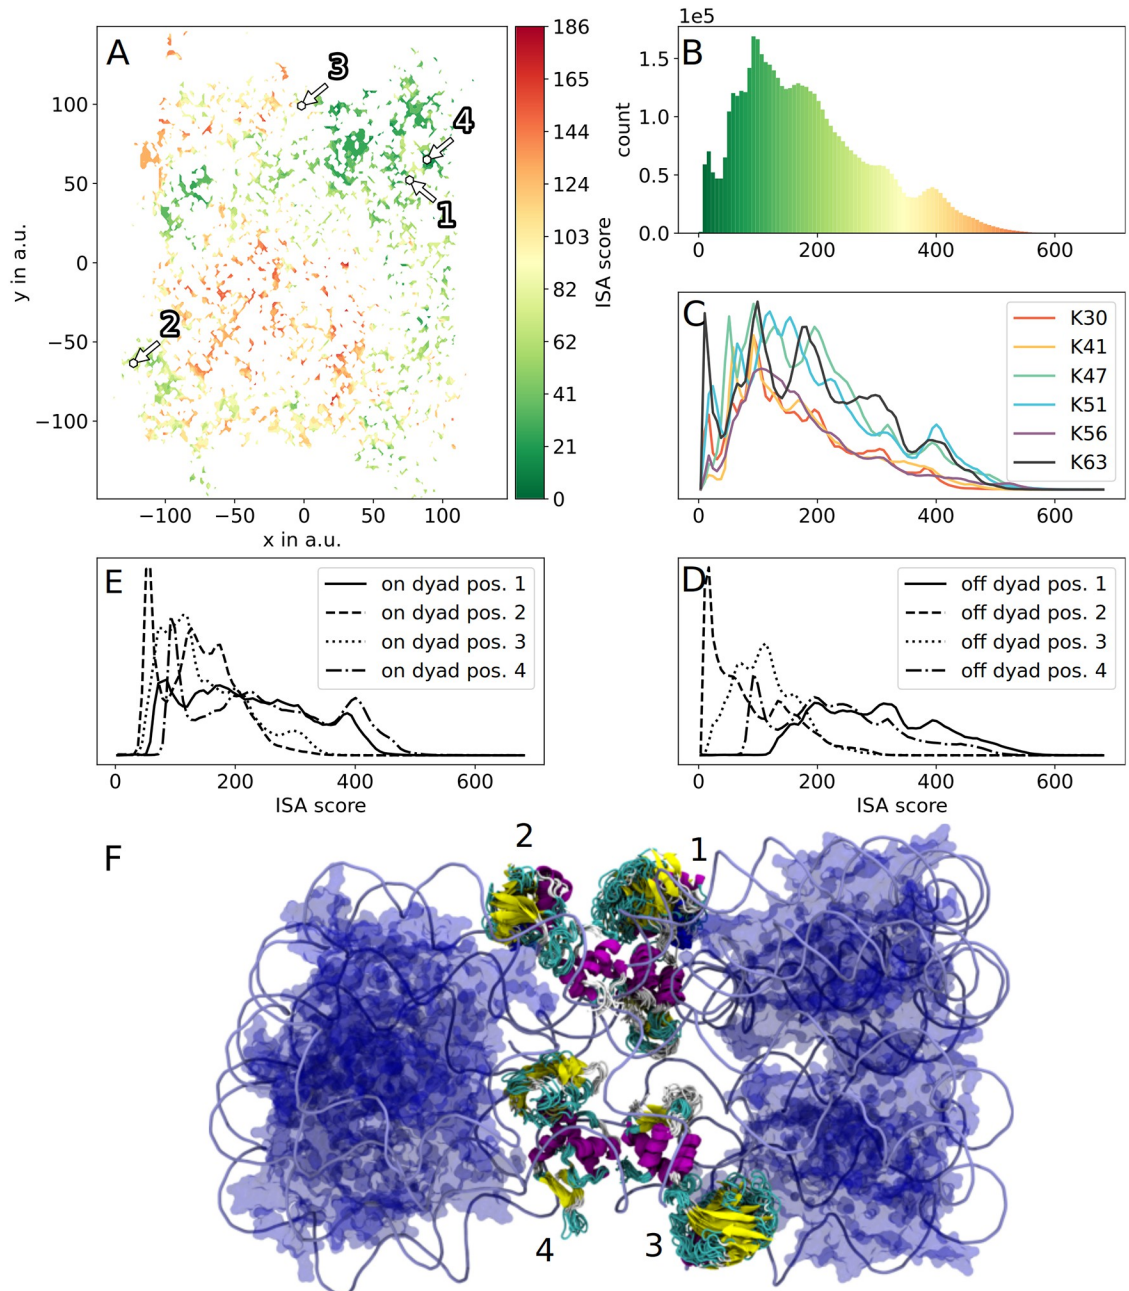 A
3
4
1
2
100
50
0
−50
−100
y in a.u.
−100
−50
0
50
100
x in a.u.
186
165
144
124
103
82
62
41
21
0
ISA score
1e5
B
1.5
1.0
0.5
0.0
count
0
200
400
600
C
K30
K41
K47
K51
K56
K63
0
200
400
600
E
on dyad pos. 1
on dyad pos. 2
on dyad pos. 3
on dyad pos. 4
0
200
400
600
ISA score
D
off dyad pos. 1
off dyad pos. 2
off dyad pos. 3
off dyad pos. 4
0
200
400
600
ISA score
F
2
1
4
3